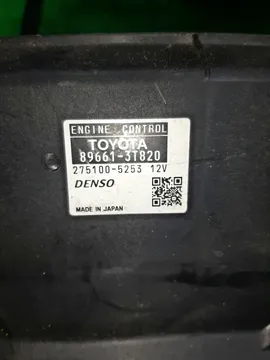 ENGINE CONTROL
TOYOTA
89661-3T820
275100-5253 12V
DENSO
MADE IN JAPAN